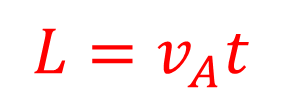 L = v_A t